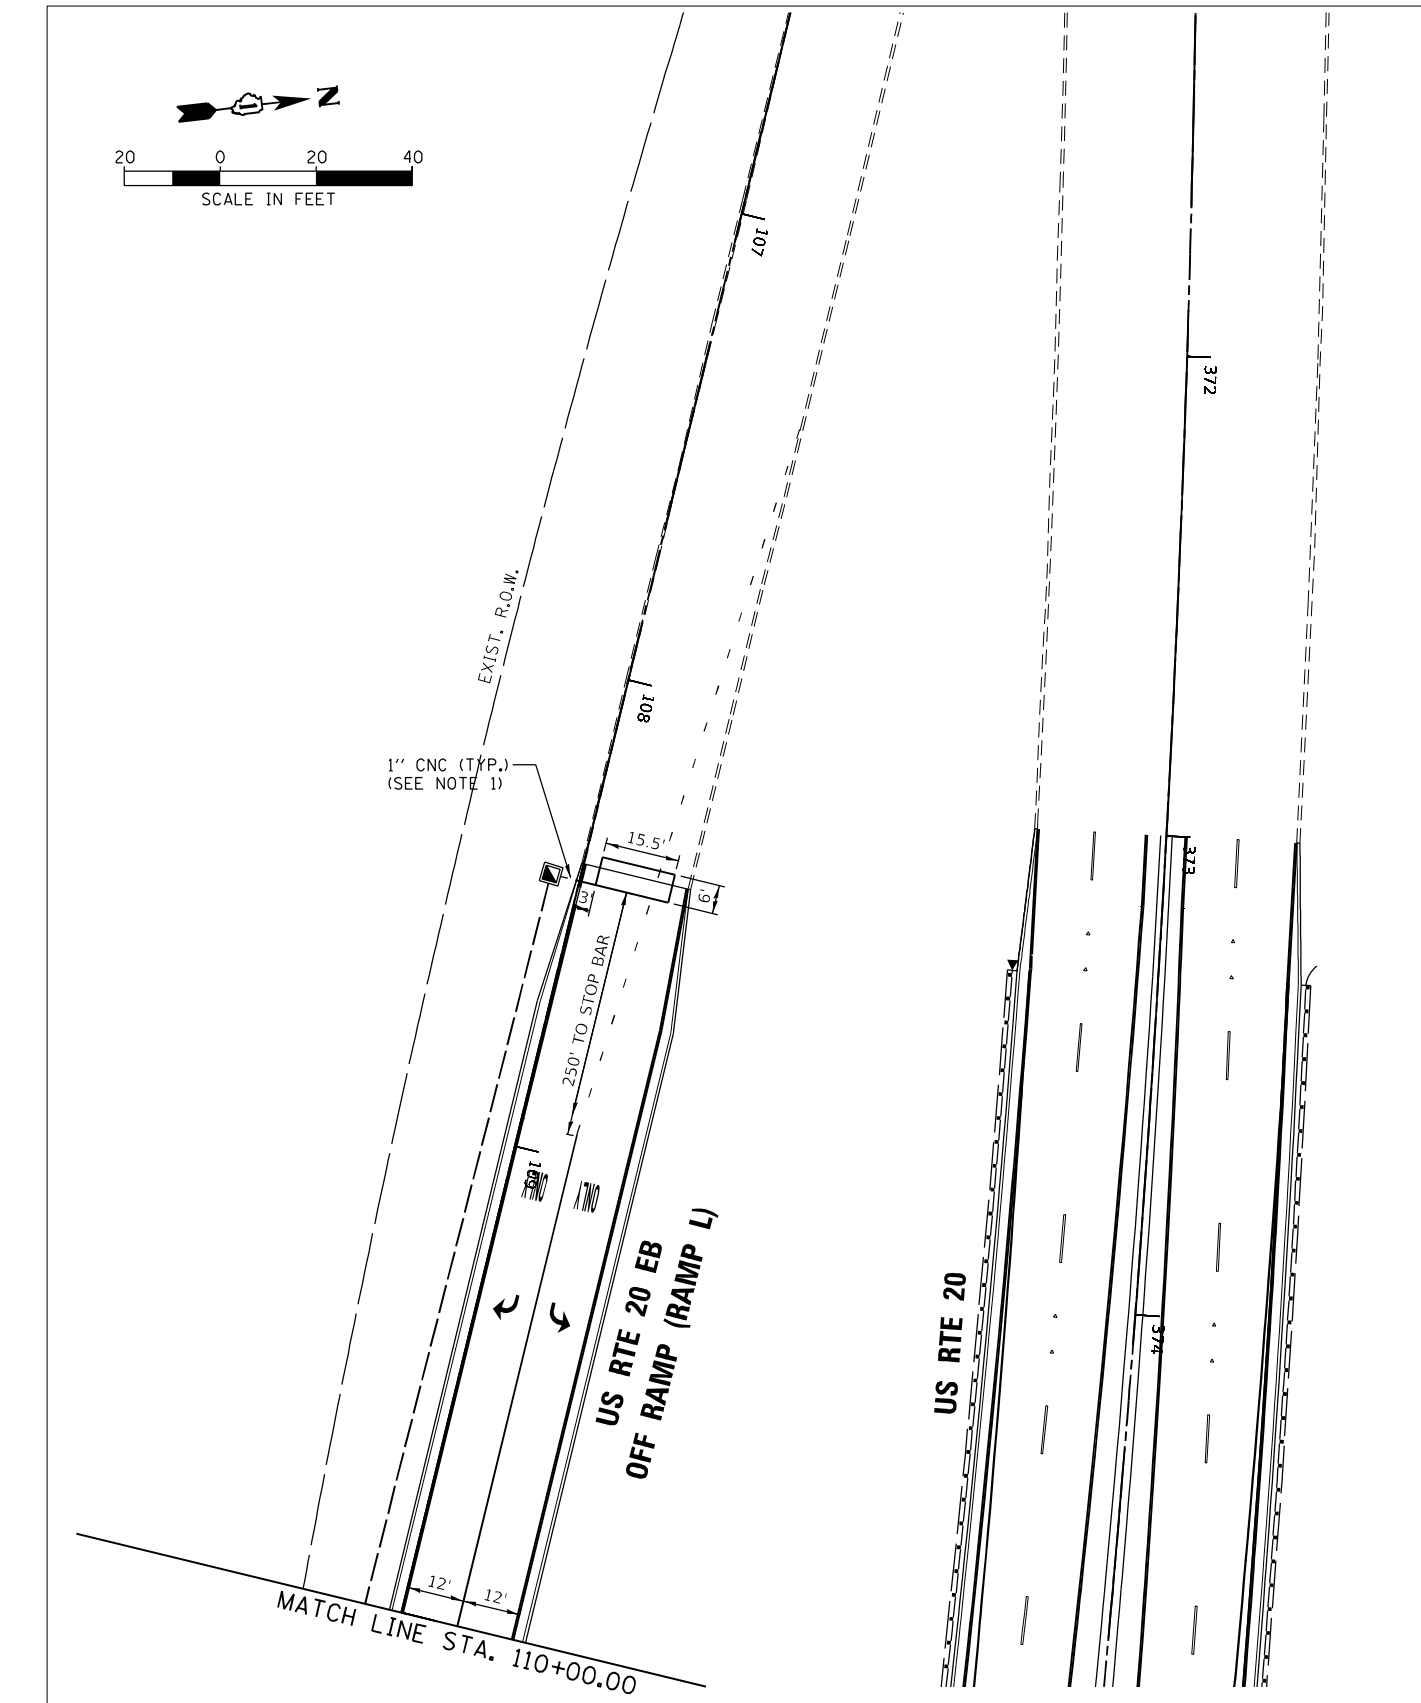 N
20 0 20 40
SCALE IN FEET
107
372
EXIST. R.O.W.
108
1'' CNC (TYP.)
(SEE NOTE 1)
15.5'
373
3'
6'
250' TO STOP BAR
109
ONLY
ONLY
US RTE 20 EB
OFF RAMP (RAMP L)
US RTE 20
374
12' 12'
MATCH LINE STA. 110+00.00